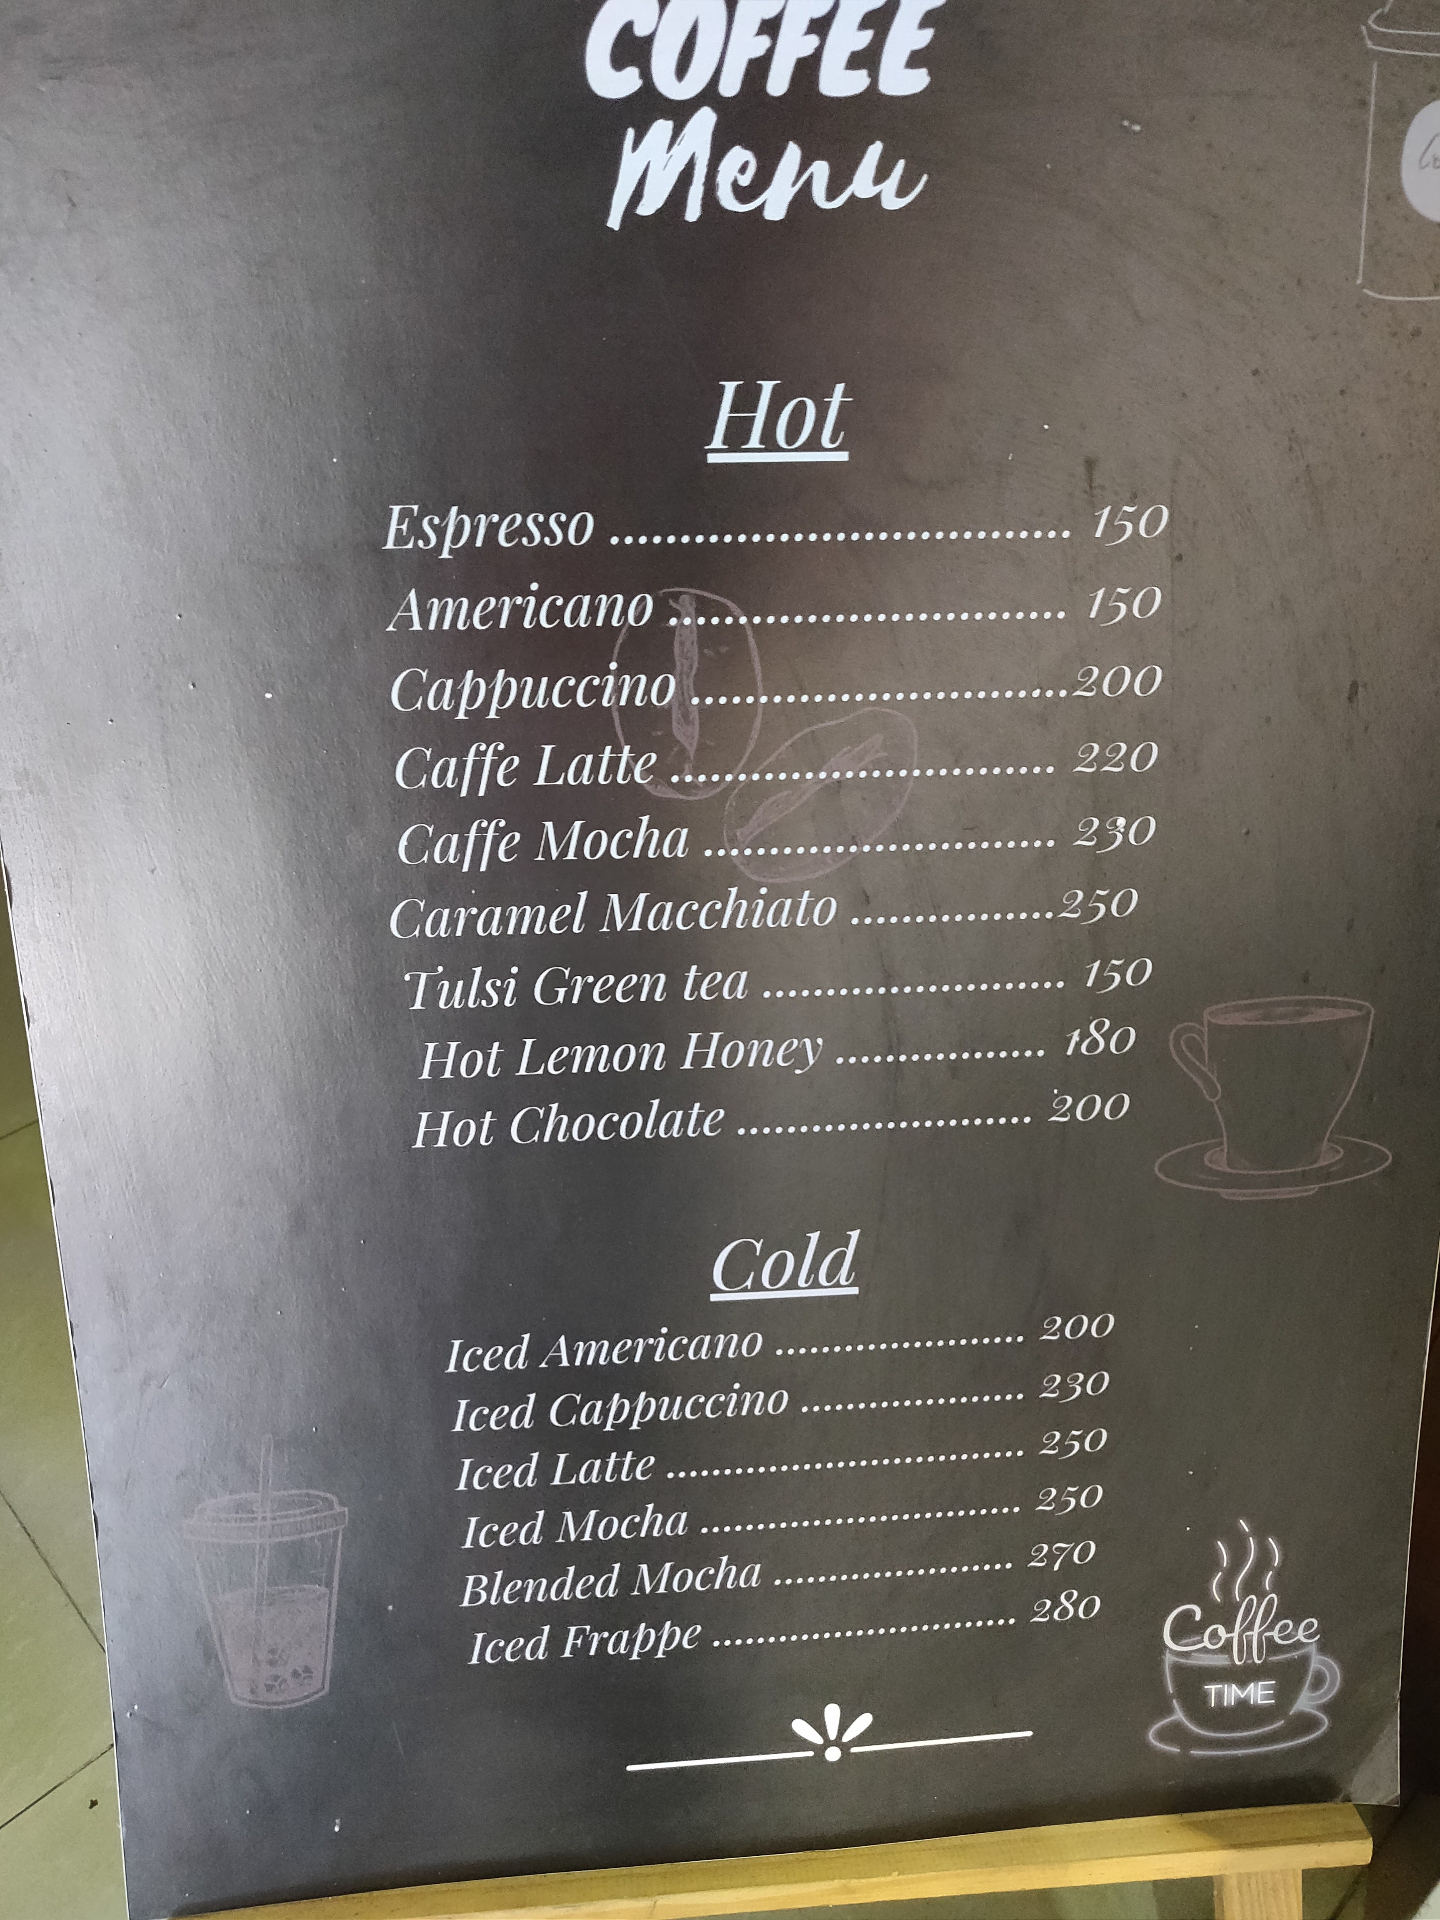 COFFEE
Menu
Hot
Espresso ................................. 150
Americano ............................. 150
Cappuccino ...........................200
Caffe Latte ............................ 220
Caffe Mocha ......................... 230
Caramel Macchiato ................250
Tulsi Green tea ........................ 150
Hot Lemon Honey .................. 180
Hot Chocolate ......................... 200
Cold
Iced Americano ...................... 200
Iced Cappuccino .................... 230
Iced Latte ................................ 250
Iced Mocha ............................. 250
Blended Mocha ...................... 270
Iced Frappe ............................. 280
Coffee
TIME